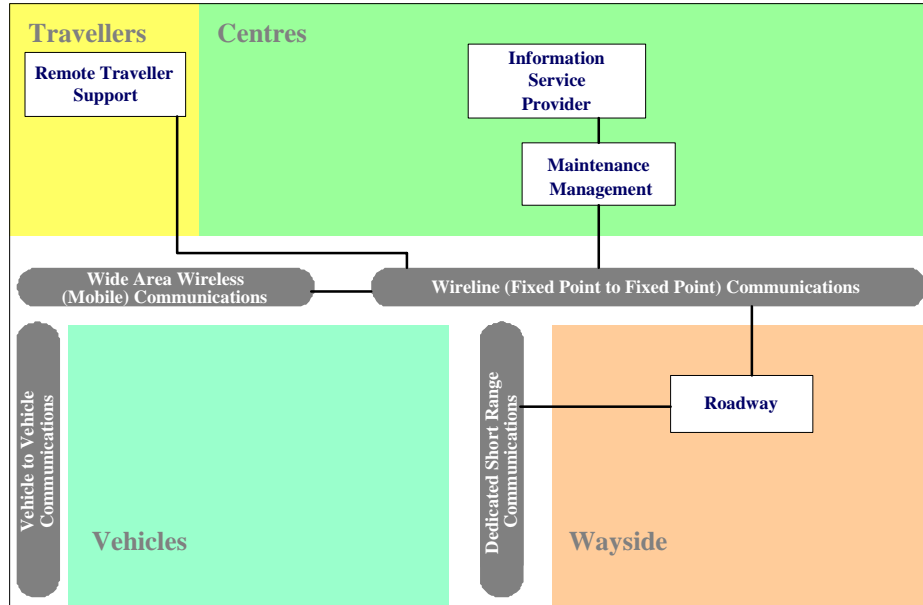 Travellers
Centres
Remote Traveller
Support
Information
Service
Provider
Maintenance
Management
Wide Area Wireless
(Mobile) Communications
Wireline (Fixed Point to Fixed Point) Communications
Vehicle to Vehicle
Communications
Dedicated Short Range
Communications
Roadway
Vehicles
Wayside